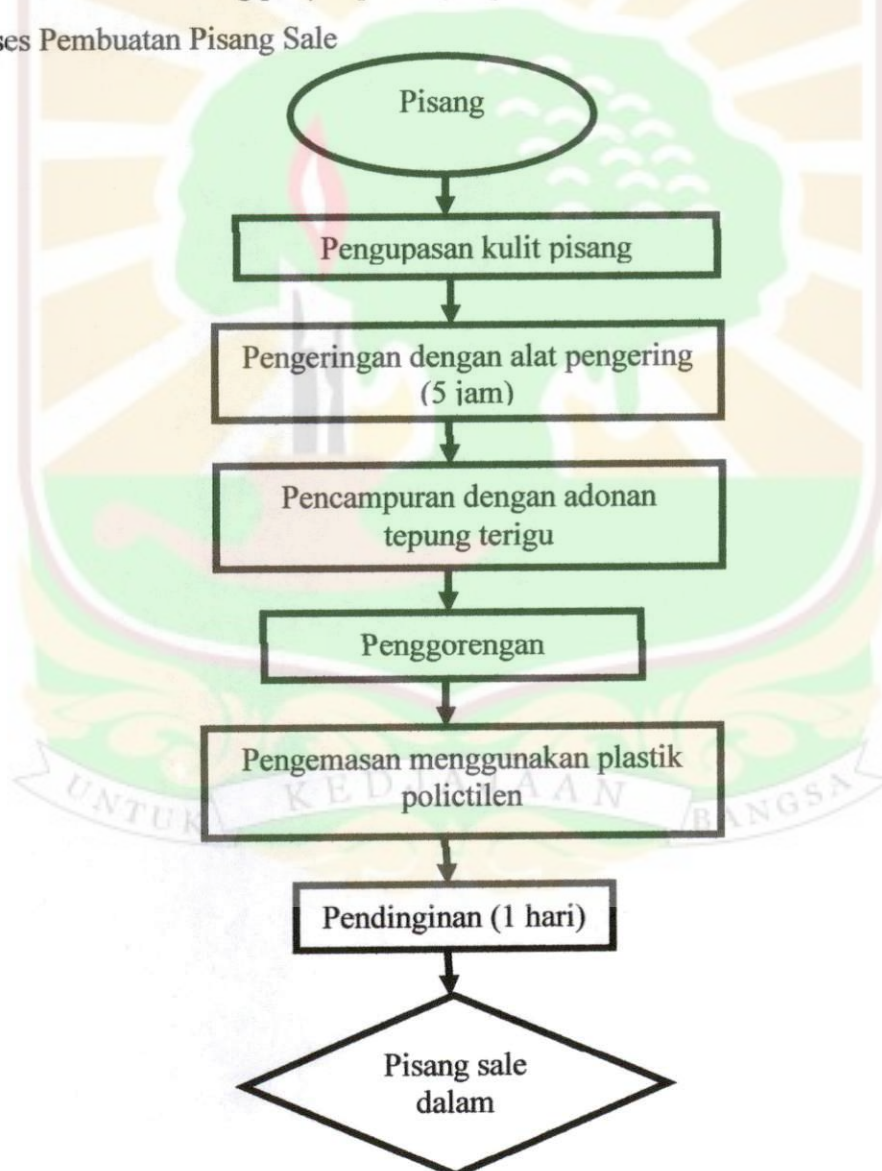 ses Pembuatan Pisang Sale
Pisang
Pengupasan kulit pisang
Pengeringan dengan alat pengering
(5 jam)
Pencampuran dengan adonan
tepung terigu
Penggorengan
Pengemasan menggunakan plastik
polictilen
Pendinginan (1 hari)
Pisang sale
dalam
UNTUK KEDJAJAAN BANGSA